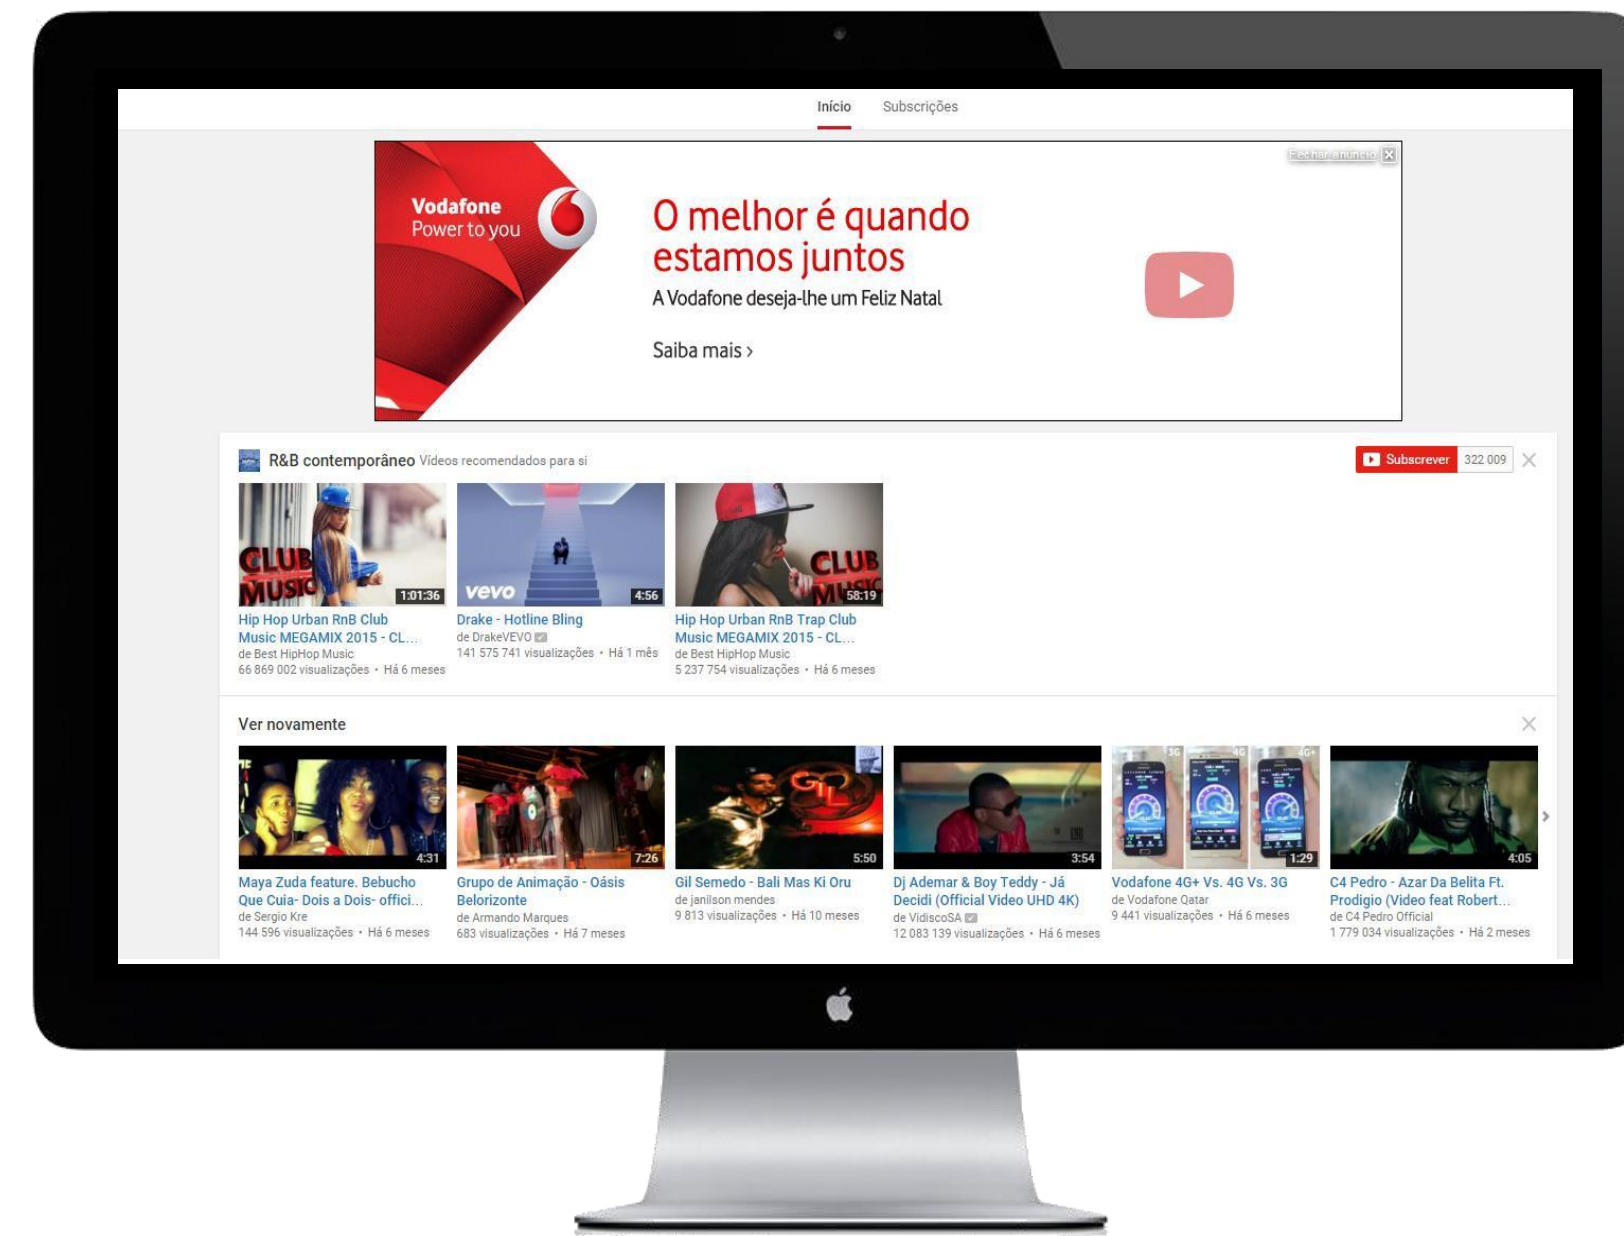 Início Subscrições
Fechar anúncio X
Vodafone
Power to you
O melhor é quando
estamos juntos
A Vodafone deseja-lhe um Feliz Natal
Saiba mais ›
R&B contemporâneo Vídeos recomendados para si
Subscrever 322 009
CLUB
MUSIC
1:01:36
vevo
4:56
CLUB
MUSIC
58:19
Hip Hop Urban RnB Club
Music MEGAMIX 2015 - CL...
de Best HipHop Music
66 869 002 visualizações • Há 6 meses
Drake - Hotline Bling
de DrakeVEVO
141 575 741 visualizações • Há 1 mês
Hip Hop Urban RnB Trap Club
Music MEGAMIX 2015 - CL...
de Best HipHop Music
5 237 754 visualizações • Há 6 meses
Ver novamente
4:31
7:26
GIL
5:50
3:54
3G 4G 4G+
1:29
4:05
Maya Zuda feature. Bebucho
Que Cuia- Dois a Dois- offici...
de Sergio Kre
144 596 visualizações • Há 6 meses
Grupo de Animação - Oásis
Belorizonte
de Armando Marques
683 visualizações • Há 7 meses
Gil Semedo - Bali Mas Ki Oru
de janilson mendes
9 813 visualizações • Há 10 meses
Dj Ademar & Boy Teddy - Já
Decidi (Official Video UHD 4K)
de VidiscoSA
12 083 139 visualizações • Há 6 meses
Vodafone 4G+ Vs. 4G Vs. 3G
de Vodafone Qatar
9 441 visualizações • Há 6 meses
C4 Pedro - Azar Da Belita Ft.
Prodigio (Video feat Robert...
de C4 Pedro Official
1 779 034 visualizações • Há 2 meses